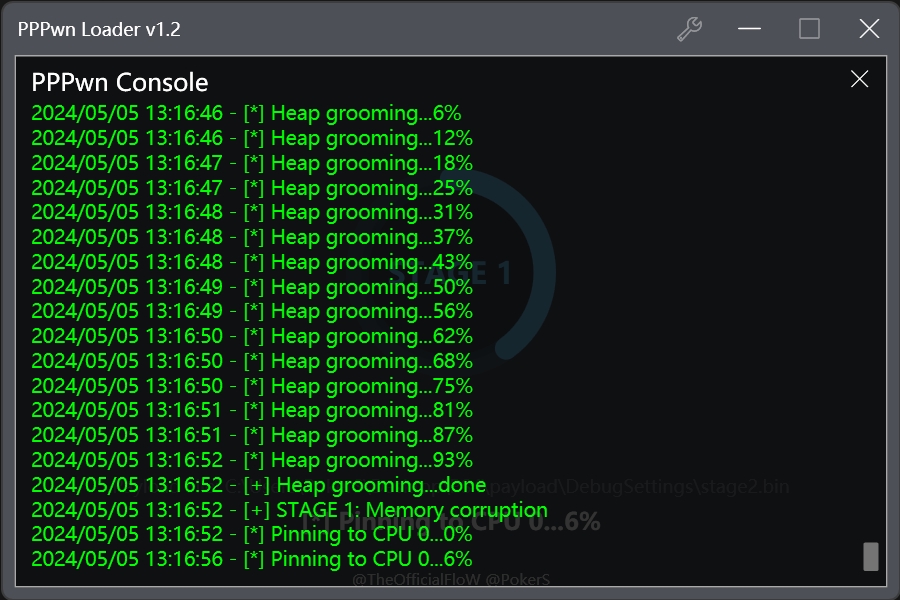 PPPwn Loader v1.2
PPPwn Console
2024/05/05 13:16:46 - [*] Heap grooming...6%
2024/05/05 13:16:46 - [*] Heap grooming...12%
2024/05/05 13:16:47 - [*] Heap grooming...18%
2024/05/05 13:16:47 - [*] Heap grooming...25%
2024/05/05 13:16:48 - [*] Heap grooming...31%
2024/05/05 13:16:48 - [*] Heap grooming...37%
2024/05/05 13:16:48 - [*] Heap grooming...43%
STAGE 1
2024/05/05 13:16:49 - [*] Heap grooming...50%
2024/05/05 13:16:49 - [*] Heap grooming...56%
2024/05/05 13:16:50 - [*] Heap grooming...62%
2024/05/05 13:16:50 - [*] Heap grooming...68%
2024/05/05 13:16:50 - [*] Heap grooming...75%
2024/05/05 13:16:51 - [*] Heap grooming...81%
2024/05/05 13:16:51 - [*] Heap grooming...87%
2024/05/05 13:16:52 - [*] Heap grooming...93%
2024/05/05 13:16:52 - [+] Heap grooming...done
payload\DebugSettings\stage2.bin
2024/05/05 13:16:52 - [+] STAGE 1: Memory corruption
[*] Pinning to CPU 0...6%
2024/05/05 13:16:52 - [*] Pinning to CPU 0...0%
2024/05/05 13:16:56 - [*] Pinning to CPU 0...6%
@TheOfficialFloW @PokerS